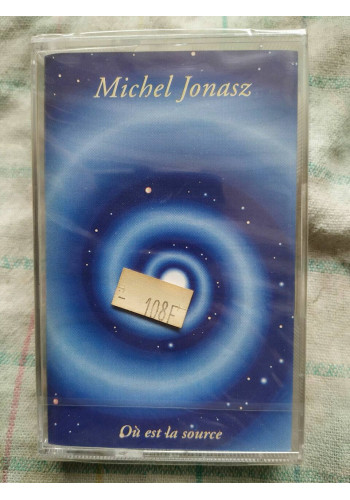 Michel Jonasz
108F
Où est la source